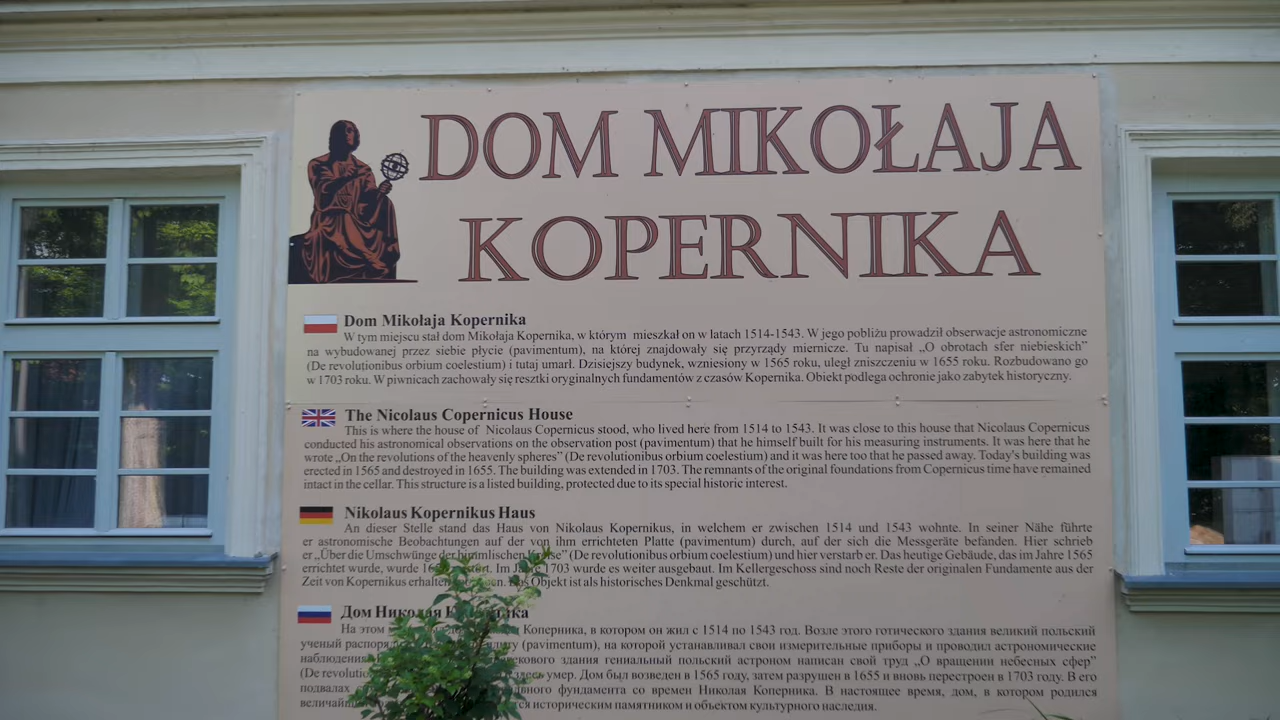 DOM MIKOŁAJA
KOPERNIKA
Dom Mikołaja Kopernika
W tym miejscu stał dom Mikołaja Kopernika, w którym mieszkał on w latach 1514-1543. W jego pobliżu prowadził obserwacje astronomiczne
na wybudowanej przez siebie płycie (pavimentum), na której znajdowały się przyrządy miernicze. Tu napisał „O obrotach sfer niebieskich”
(De revolutionibus orbium coelestium) i tutaj umarł. Dzisiejszy budynek, wzniesiony w 1565 roku, uległ zniszczeniu w 1655 roku. Rozbudowano go
w 1703 roku. W piwnicach zachowały się resztki oryginalnych fundamentów z czasów Kopernika. Obiekt podlega ochronie jako zabytek historyczny.
The Nicolaus Copernicus House
This is where the house of Nicolaus Copernicus stood, who lived here from 1514 to 1543. It was close to this house that Nicolaus Copernicus
conducted his astronomical observations on the observation post (pavimentum) that he himself built for his measuring instruments. It was here that he
wrote „On the revolutions of the heavenly spheres” (De revolutionibus orbium coelestium) and it was here too that he passed away. Today's building was
erected in 1565 and destroyed in 1655. The building was extended in 1703. The remnants of the original foundations from Copernicus time have remained
intact in the cellar. This structure is a listed building, protected due to its special historic interest.
Nikolaus Kopernikus Haus
An dieser Stelle stand das Haus von Nikolaus Kopernikus, in welchem er zwischen 1514 und 1543 wohnte. In seiner Nähe führte
er astronomische Beobachtungen auf der von ihm errichteten Platte (pavimentum) durch, auf der sich die Messgeräte befanden. Hier schrieb
er „Über die Umschwünge der himmlischen (De revolutionibus orbium coelestium) und hier verstarb er. Das heutige Gebäude, das im Jahre 1565
errichtet wurde, wurde Im 1703 wurde es weiter ausgebaut. Im Kellergeschoss sind noch Reste der originalen Fundamente aus der
Zeit von Kopernikus erhalten Objekt ist als historisches Denkmal geschützt.
Дом Николая
На этом Коперника, в котором он жил с 1514 по 1543 год. Возле этого готического здания великий польский
ученый (pavimentum), на которой устанавливал свои измерительные приборы и проводил астрономические
наблюдения здания гениальный польский астроном написан свой труд „О вращении небесных сфер”
(De умер. Дом был возведен в 1565 году, затем разрушен в 1655 и вновь перестроен в 1703 году. В его
подвалах фундамента со времен Николая Коперника. В настоящее время, дом, в котором родился
историческим памятником и объектом культурного наследия.